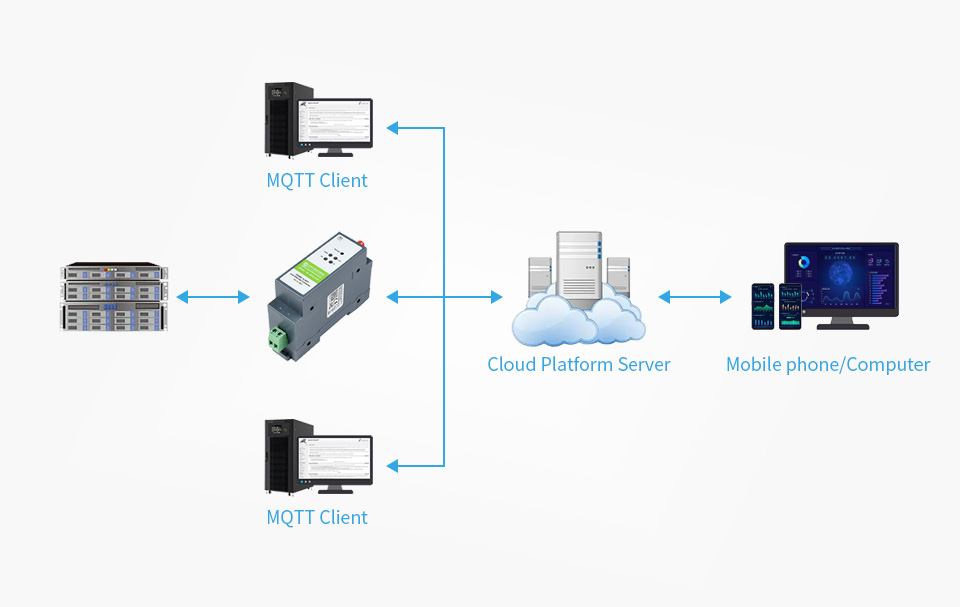 MQTT Client
Cloud Platform Server
Mobile phone/Computer
MQTT Client